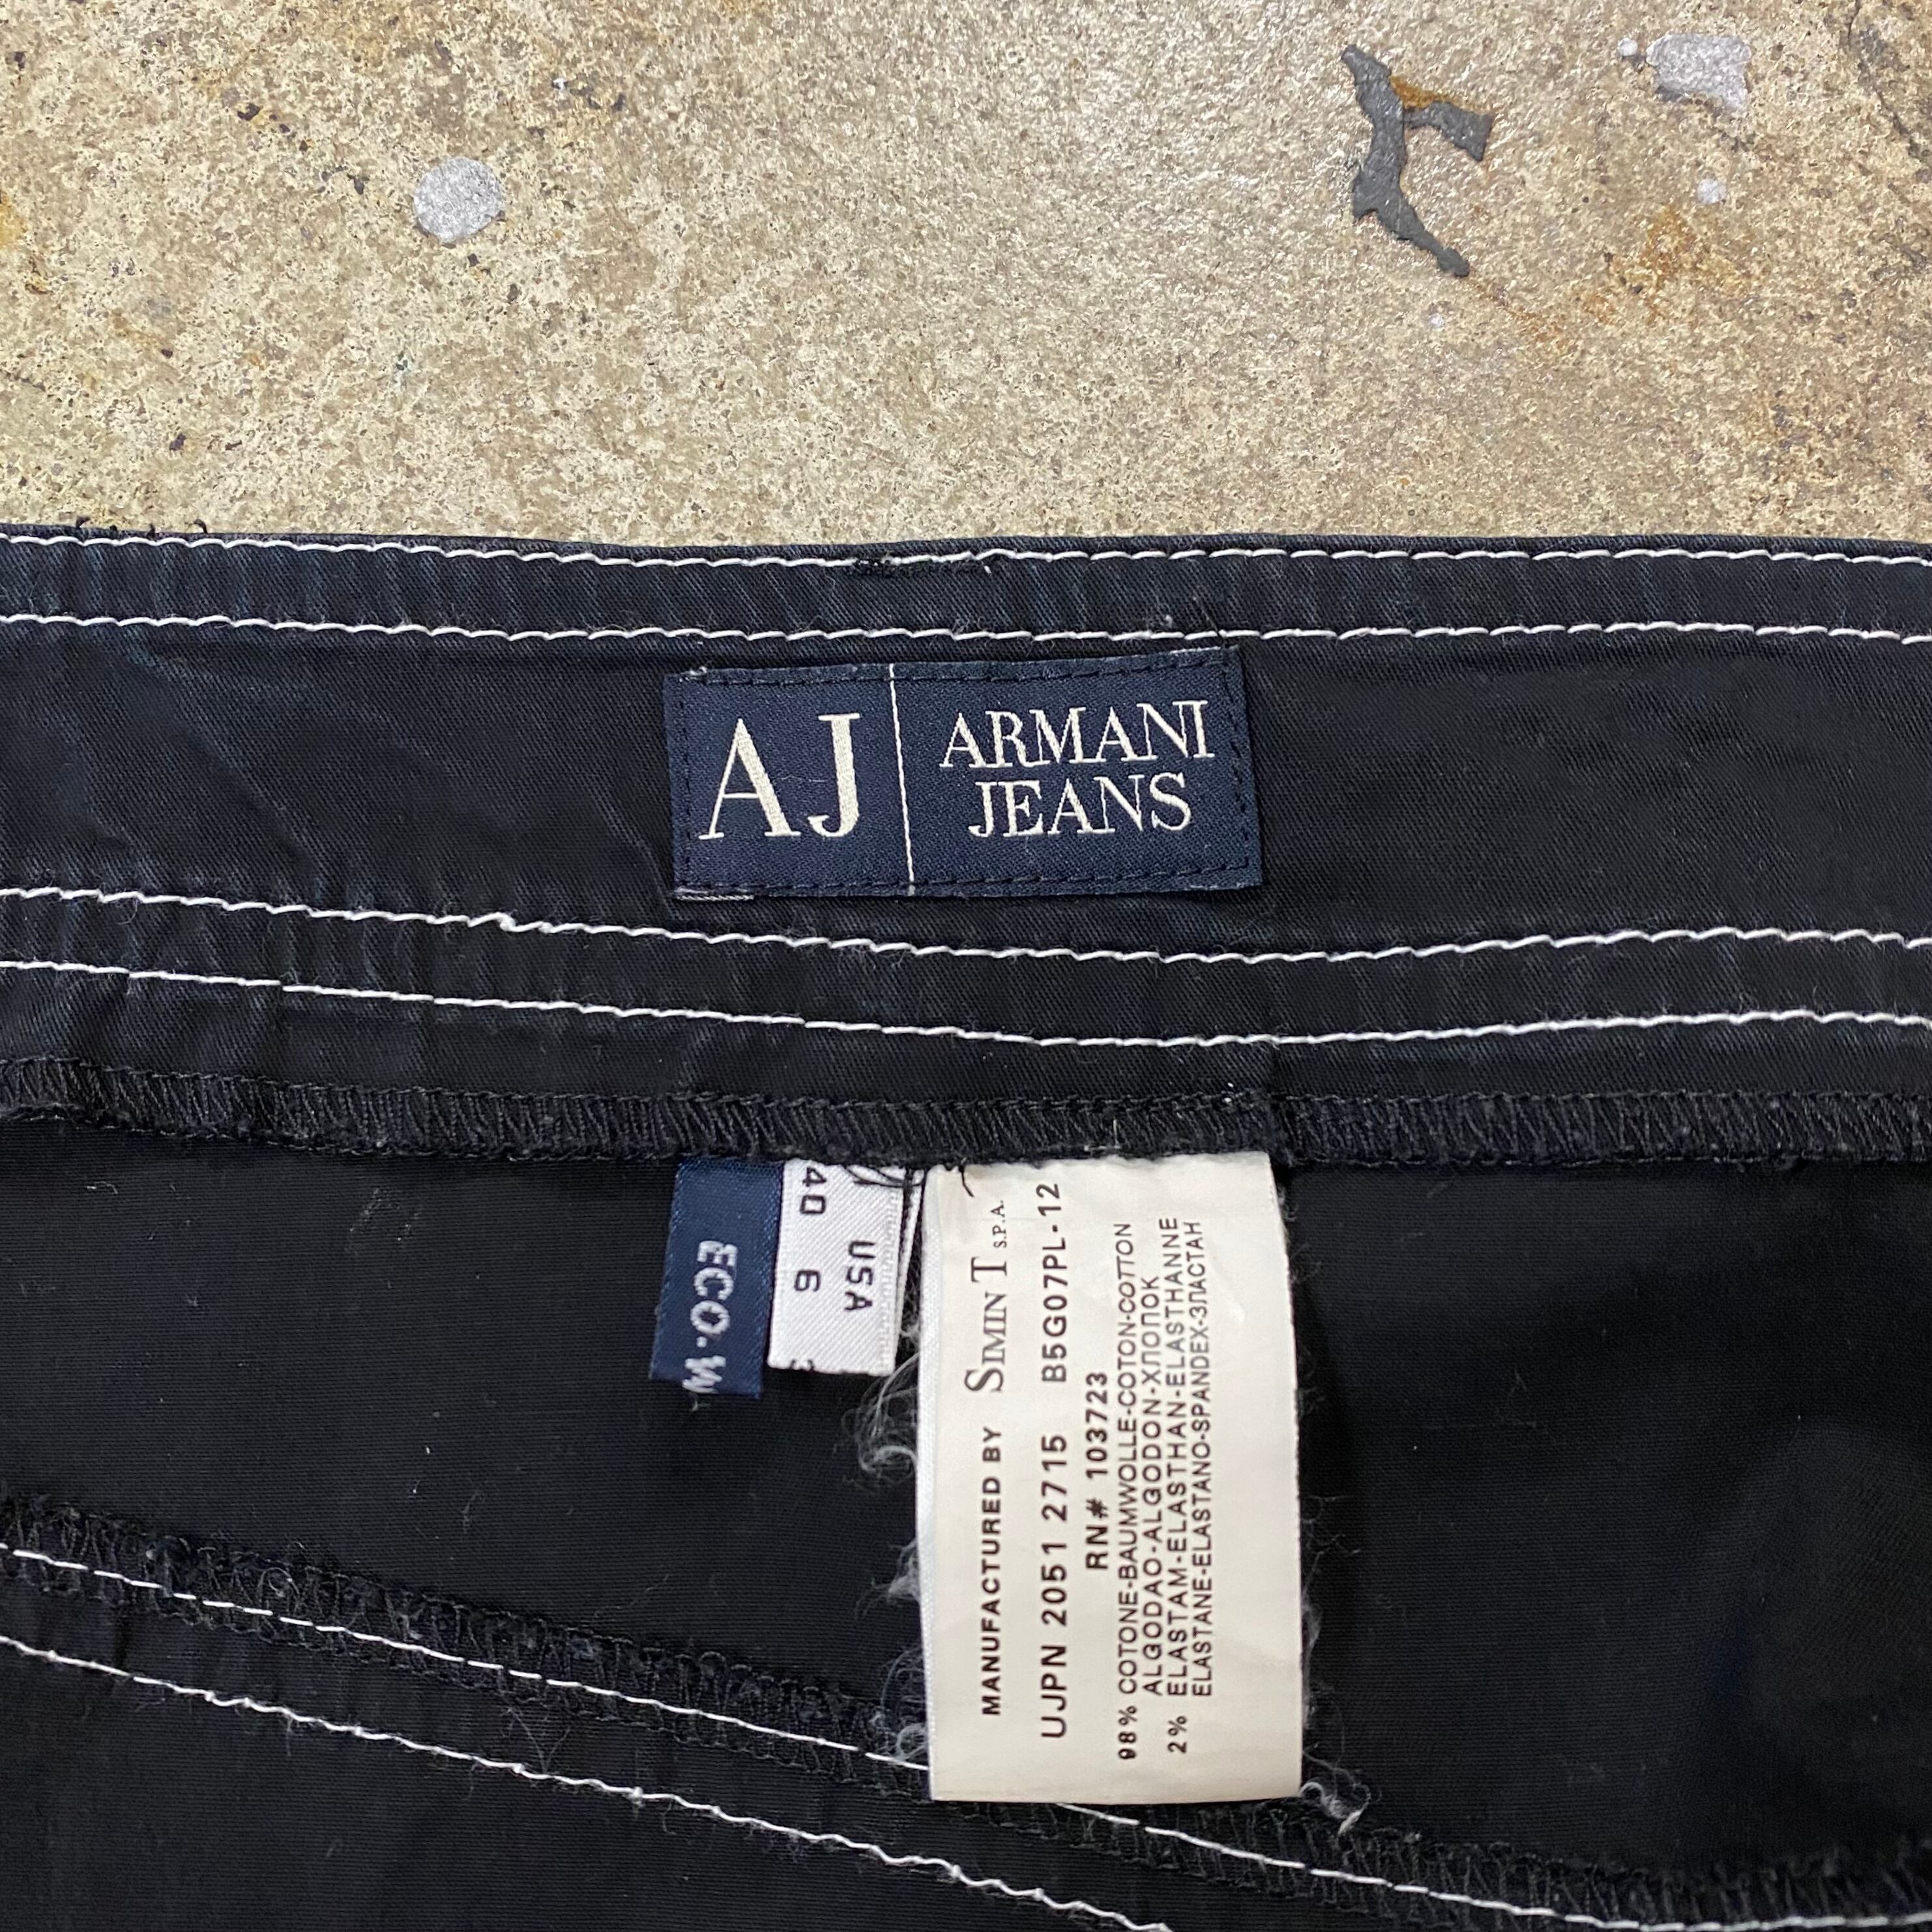 AJ
ARMANI
JEANS
ECO.W
40 6
USA
MANUFACTURED BY SIMINT S.P.A.
UJPN 2051 2715 B5G07PL-12
RN# 103723
98% COTONE-BAUMWOLLE-COTON-COTTON
ALGODAO-ALGODON-ХЛОПОК
2% ELASTAM-ELASTHAN-ELASTHANNE
ELASTANE-ELASTANO-SPANDEX-ЭЛАСТАН